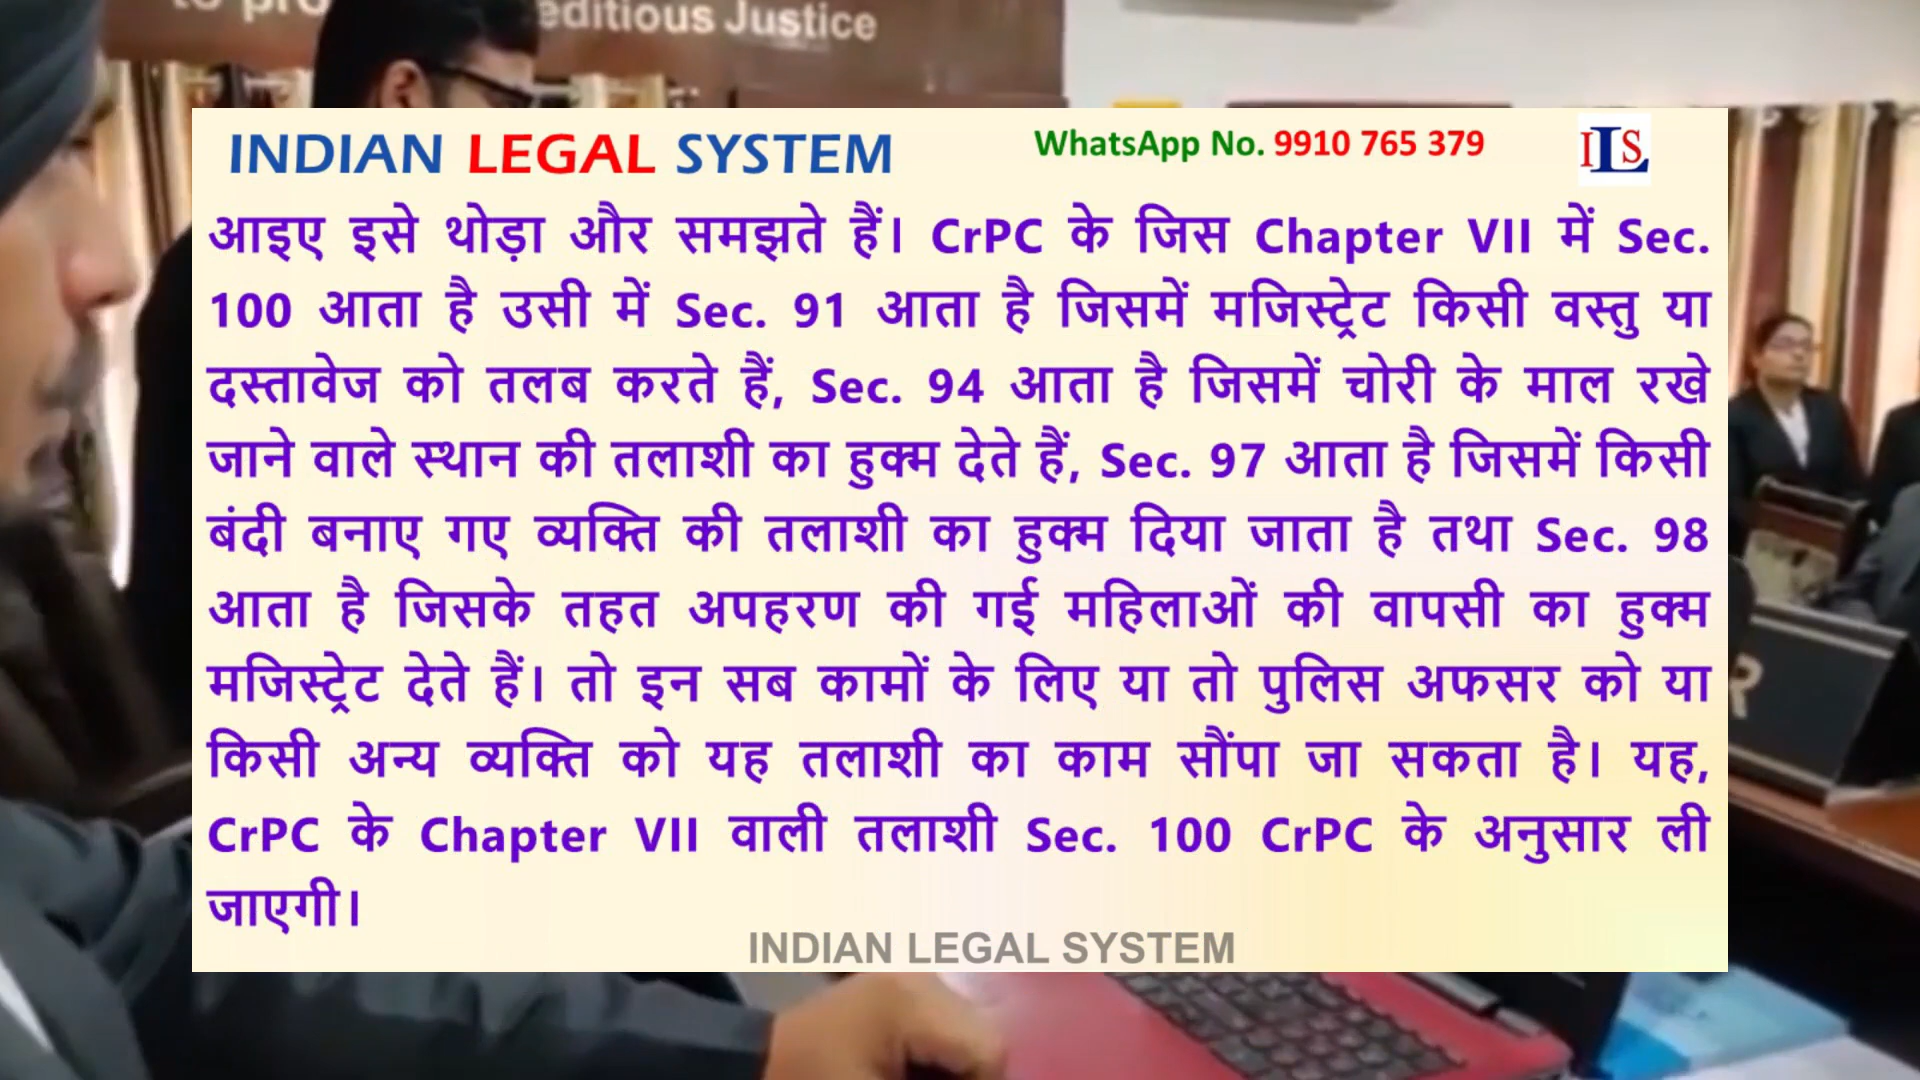 editious Justice
INDIAN LEGAL SYSTEM
WhatsApp No. 9910 765 379
ILS
आइए इसे थोड़ा और समझते हैं। CrPC के जिस Chapter VII में Sec.
100 आता है उसी में Sec. 91 आता है जिसमें मजिस्ट्रेट किसी वस्तु या
दस्तावेज को तलब करते हैं, Sec. 94 आता है जिसमें चोरी के माल रखे
जाने वाले स्थान की तलाशी का हुक्म देते हैं, Sec. 97 आता है जिसमें किसी
बंदी बनाए गए व्यक्ति की तलाशी का हुक्म दिया जाता है तथा Sec. 98
आता है जिसके तहत अपहरण की गई महिलाओं की वापसी का हुक्म
मजिस्ट्रेट देते हैं। तो इन सब कामों के लिए या तो पुलिस अफसर को या
किसी अन्य व्यक्ति को यह तलाशी का काम सौंपा जा सकता है। यह,
CrPC के Chapter VII वाली तलाशी Sec. 100 CrPC के अनुसार ली
जाएगी।
INDIAN LEGAL SYSTEM